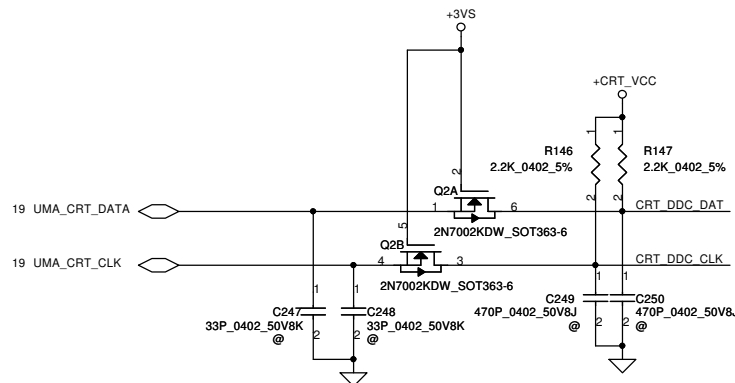 +3VS
+CRT_VCC
1
1
R146
R147
2.2K_0402_5%
2.2K_0402_5%
2
Q2A
2
2
19 UMA_CRT_DATA
1
6
CRT_DDC_DAT
5
2N7002KDW_SOT363-6
Q2B
19 UMA_CRT_CLK
4
3
CRT_DDC_CLK
2N7002KDW_SOT363-6
1
1
1
1
C247
C248
C249
C250
33P_0402_50V8K
33P_0402_50V8K
470P_0402_50V8J
470P_0402_50V8J
2
2
2
2
@
@
@
@